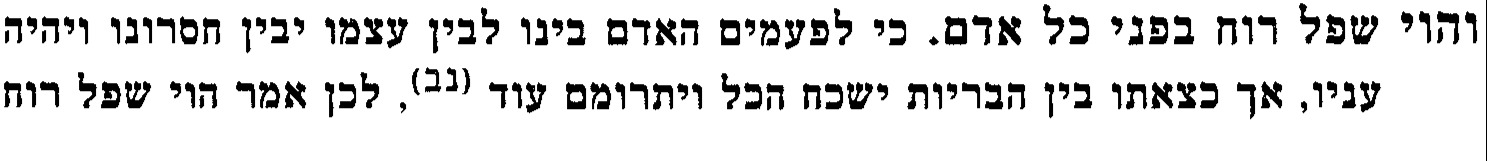 והוי שפל רוח בפני כל אדם. כי לפעמים האדם בינו לבין עצמו יבין חסרונו ויהיה
עניו, אך כצאתו בין הבריות ישכח הכל ויתרומם עוד (נב), לכן אמר הוי שפל רוח